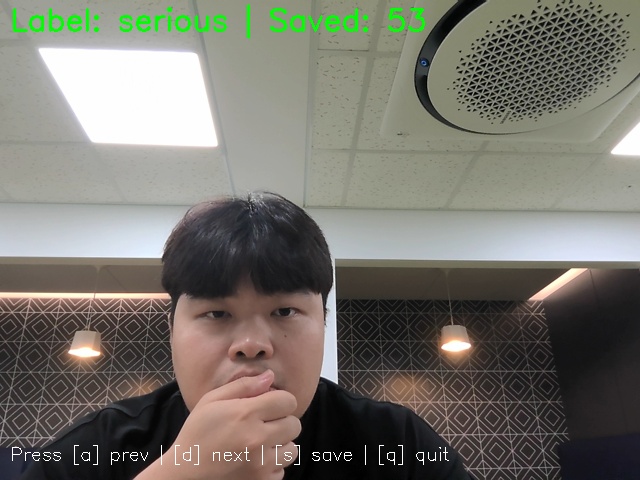 Label: serious | Saved: 53
Press [a] prev | [d] next | [s] save | [q] quit